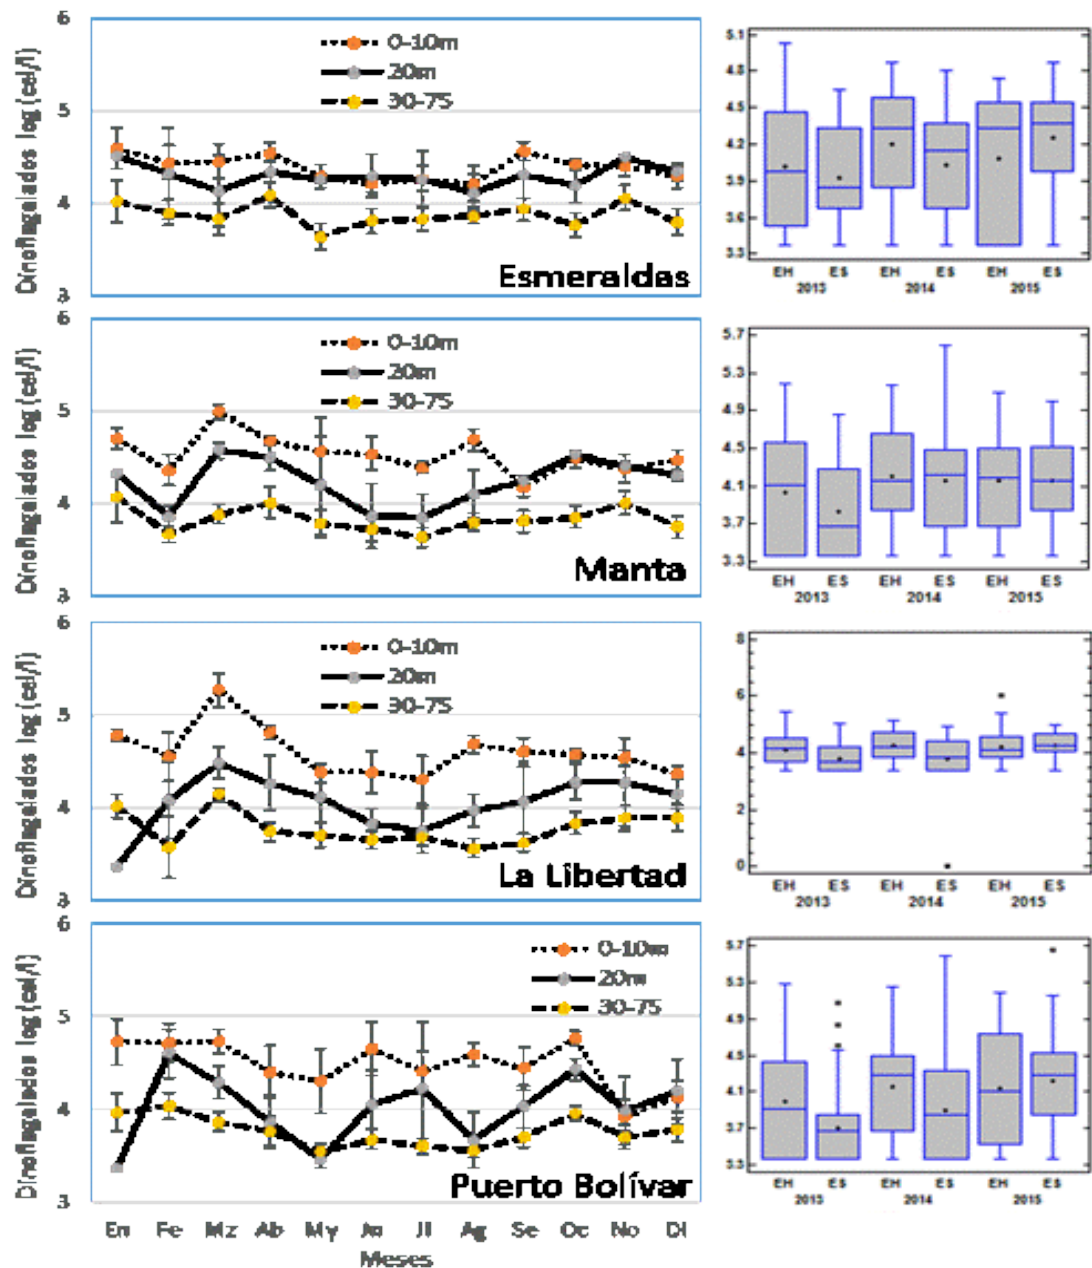 Dinoflagelados log (cel/l)
6
5
4
3
0-10m
20m
30-75
Esmeraldas
5.1
4.8
4.5
4.2
3.9
3.6
3.3
EH ES EH ES EH ES
2013 2014 2015
Dinoflagelados log (cel/l)
6
5
4
3
0-10m
20m
30-75
Manta
5.7
5.3
4.9
4.5
4.1
3.7
3.3
EH ES EH ES EH ES
2013 2014 2015
Dinoflagelados log (cel/l)
6
5
4
3
0-10m
20m
30-75
La Libertad
8
6
4
2
0
EH ES EH ES EH ES
2013 2014 2015
Dinoflagelados log (cel/l)
6
5
4
3
0-10m
20m
30-75
Puerto Bolívar
En Fe Mz Ab My Ju Jl Ag Se Oc No Di
Meses
5.7
5.3
4.9
4.5
4.1
3.7
3.3
EH ES EH ES EH ES
2013 2014 2015